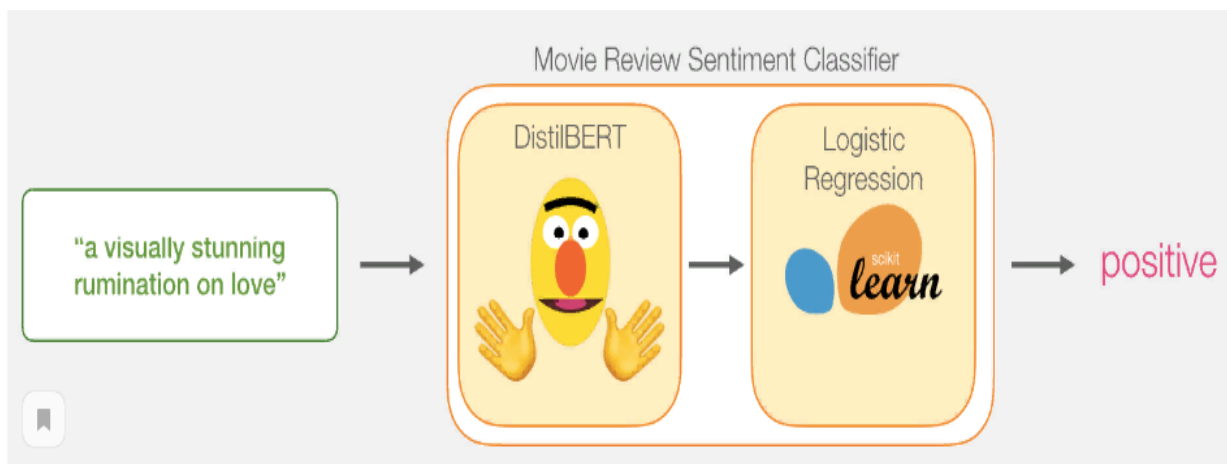 Movie Review Sentiment Classifier
DistilBERT
Logistic
Regression
“a visually stunning
rumination on love”
scikit
learn
positive